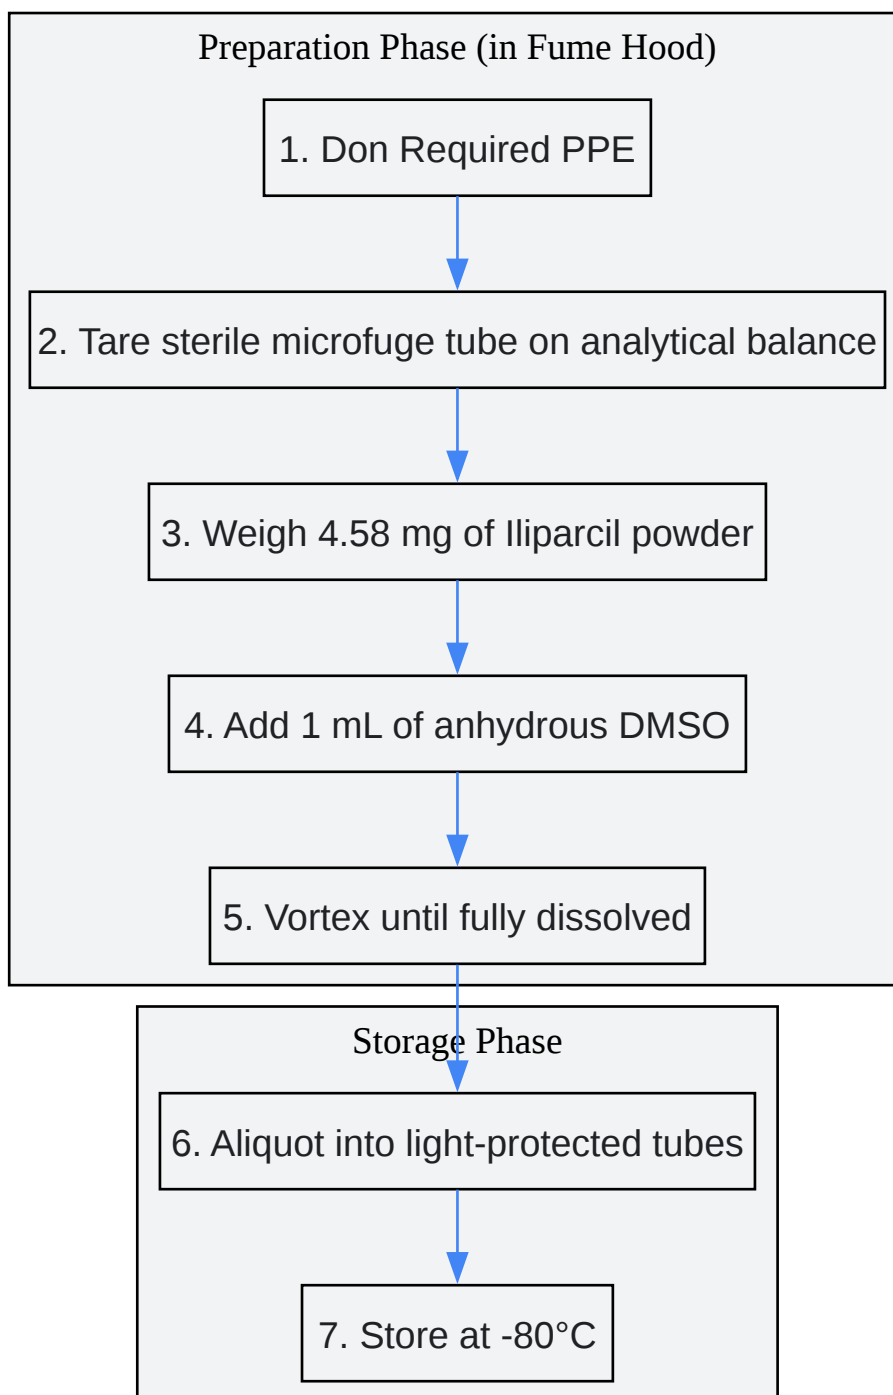 Preparation Phase (in Fume Hood)
1. Don Required PPE
2. Tare sterile microfuge tube on analytical balance
3. Weigh 4.58 mg of Iliparcil powder
4. Add 1 mL of anhydrous DMSO
5. Vortex until fully dissolved
Storage Phase
6. Aliquot into light-protected tubes
7. Store at -80°C